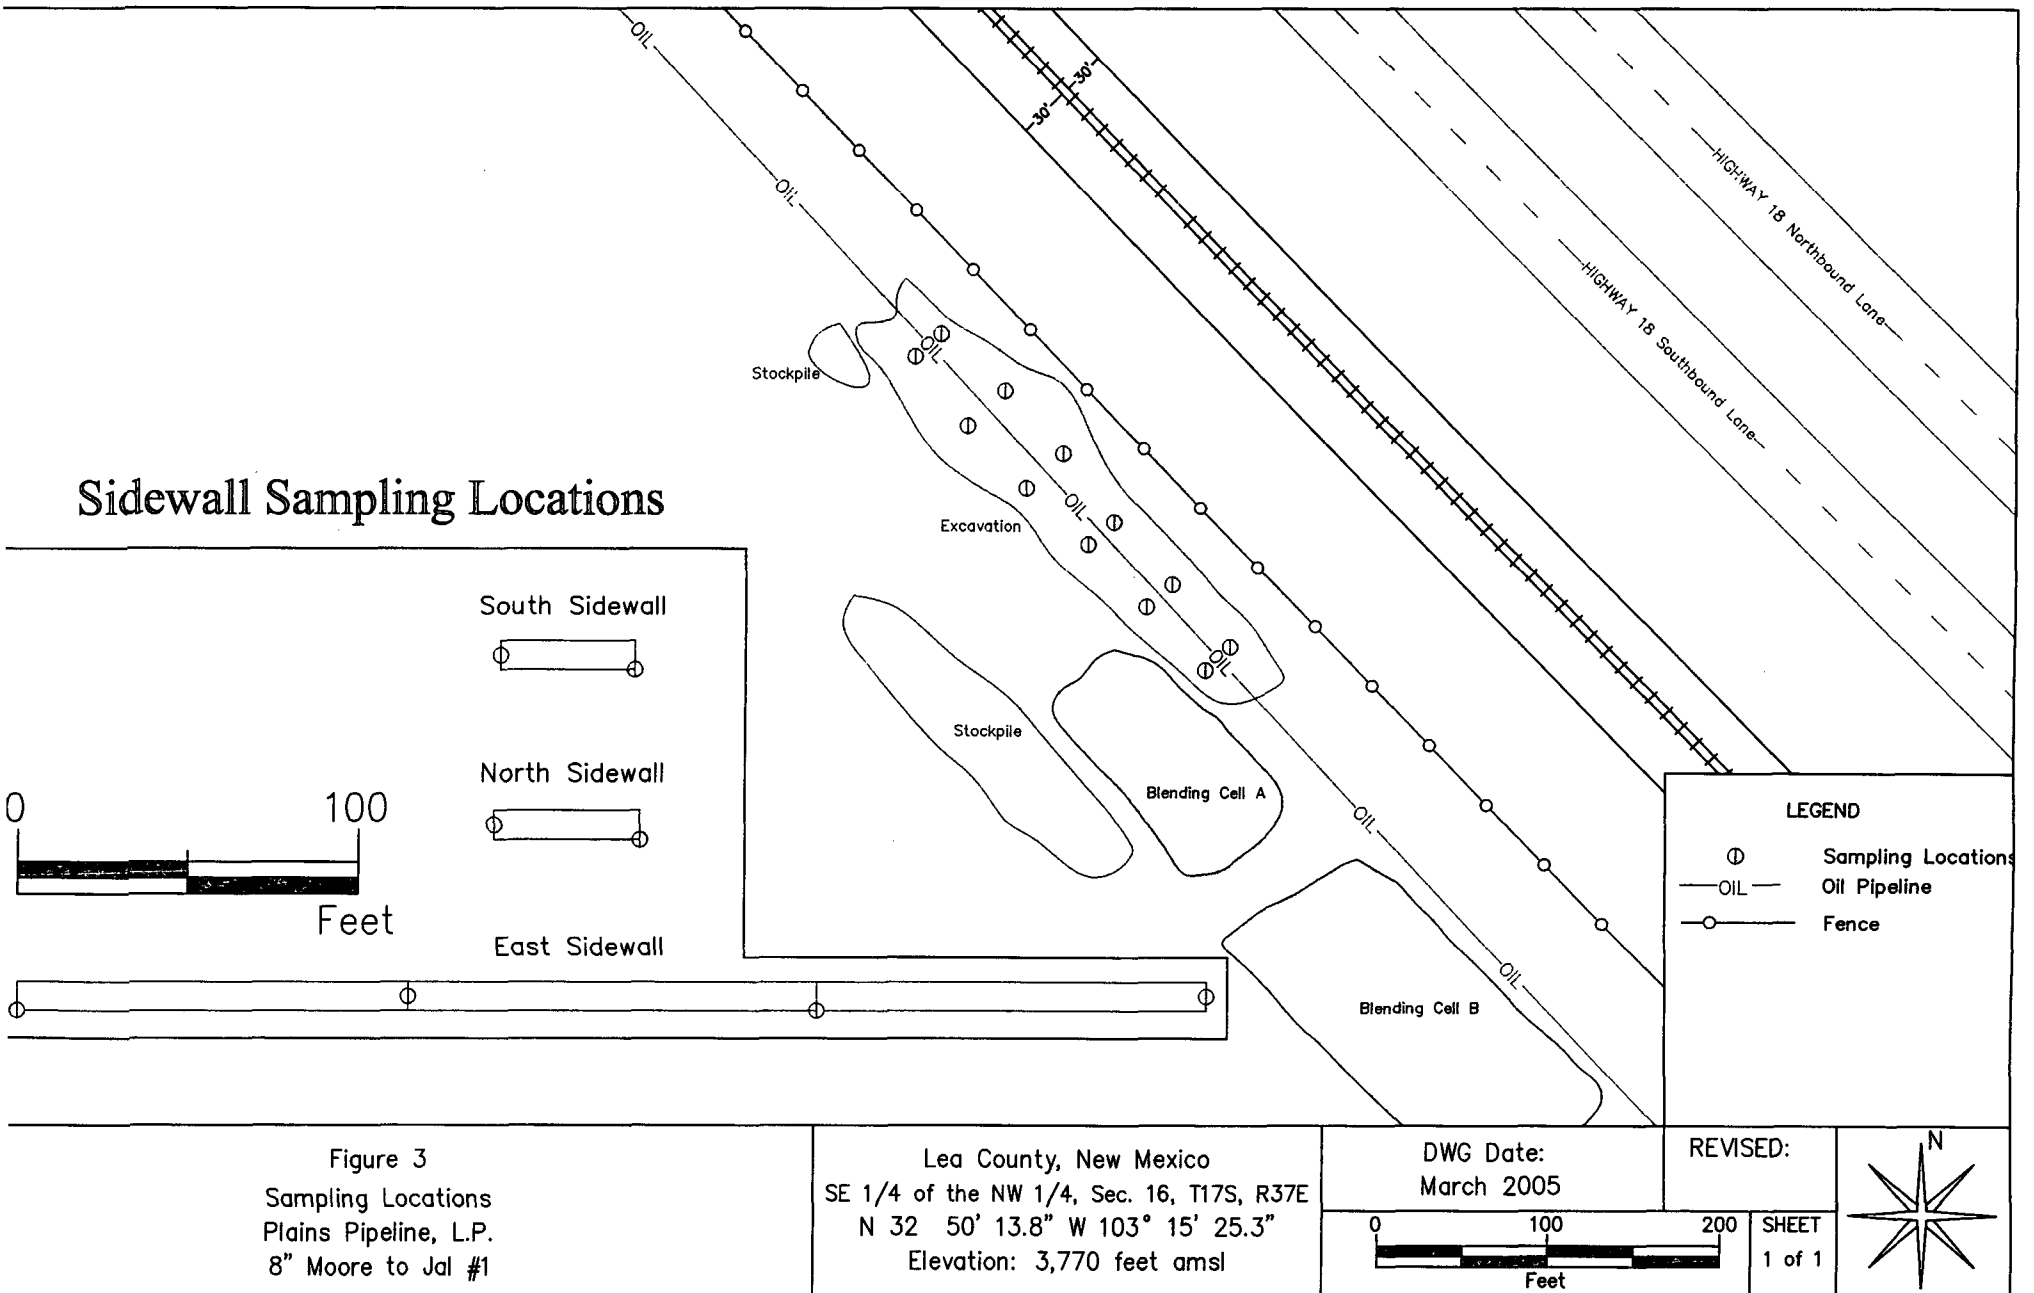 OIL
30'
30'
OIL
HIGHWAY 18 Northbound Lane
HIGHWAY 18 Southbound Lane
OIL
Stockpile
Sidewall Sampling Locations
OIL
Excavation
South Sidewall
OIL
Stockpile
North Sidewall
Blending Cell A
0 100
Feet
OIL
East Sidewall
OIL
Blending Cell B
LEGEND
Sampling Locations
OIL Oil Pipeline
Fence
Figure 3
Sampling Locations
Plains Pipeline, L.P.
8" Moore to Jal #1
Lea County, New Mexico
SE 1/4 of the NW 1/4, Sec. 16, T17S, R37E
N 32 50' 13.8" W 103° 15' 25.3"
Elevation: 3,770 feet amsl
DWG Date:
March 2005
REVISED:
0 100 200
Feet
SHEET
1 of 1
N